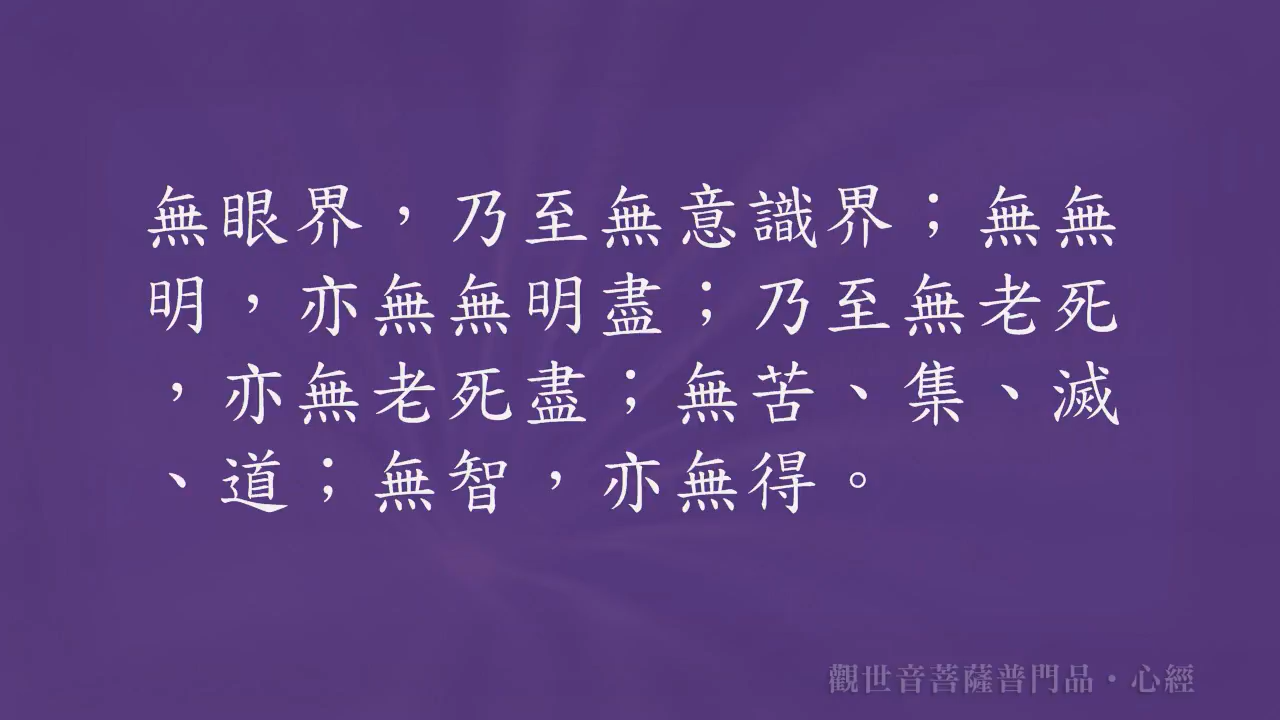 無眼界，乃至無意識界；無無
明，亦無無明盡；乃至無老死
，亦無老死盡；無苦、集、滅
、道；無智，亦無得。
觀世音菩薩普門品・心經